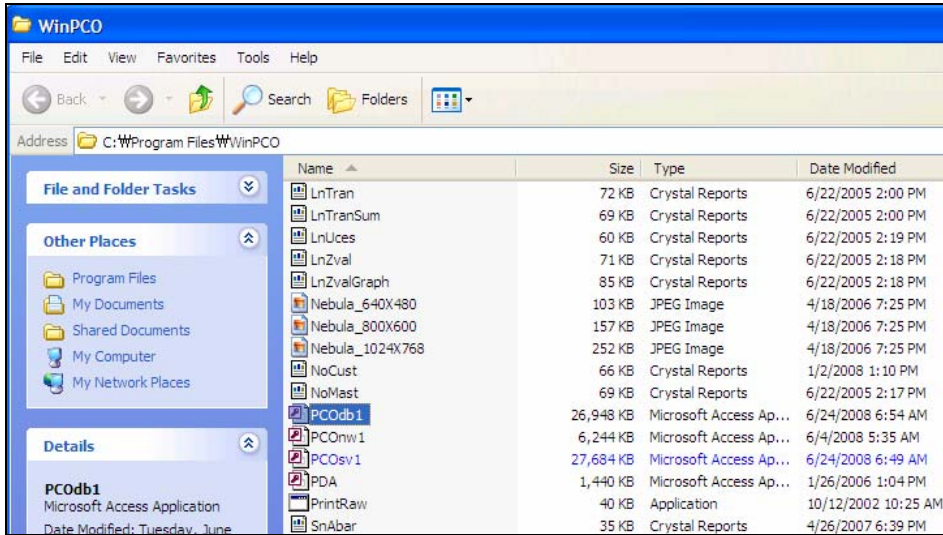 WinPCO
File Edit View Favorites Tools Help
Back Search Folders
Address C:₩Program Files₩WinPCO
File and Folder Tasks
Other Places
Program Files
My Documents
Shared Documents
My Computer
My Network Places
Details
PCOdb1
Microsoft Access Application
Date Modified: Tuesday, June
Name Size Type Date Modified
LnTran 72 KB Crystal Reports 6/22/2005 2:00 PM
LnTranSum 69 KB Crystal Reports 6/22/2005 2:00 PM
LnUces 60 KB Crystal Reports 6/22/2005 2:19 PM
LnZval 71 KB Crystal Reports 6/22/2005 2:18 PM
LnZvalGraph 85 KB Crystal Reports 6/22/2005 2:18 PM
Nebula_640X480 103 KB JPEG Image 4/18/2006 7:25 PM
Nebula_800X600 157 KB JPEG Image 4/18/2006 7:25 PM
Nebula_1024X768 252 KB JPEG Image 4/18/2006 7:25 PM
NoCust 66 KB Crystal Reports 1/2/2008 1:10 PM
NoMast 69 KB Crystal Reports 6/22/2005 2:17 PM
PCOdb1 26,948 KB Microsoft Access Ap... 6/24/2008 6:54 AM
PCOnw1 6,244 KB Microsoft Access Ap... 6/4/2008 5:35 AM
PCOsv1 27,684 KB Microsoft Access Ap... 6/24/2008 6:49 AM
PDA 1,440 KB Microsoft Access Ap... 1/26/2006 1:04 PM
PrintRaw 40 KB Application 10/12/2002 10:25 AM
SnAbar 35 KB Crystal Reports 4/26/2007 6:39 PM